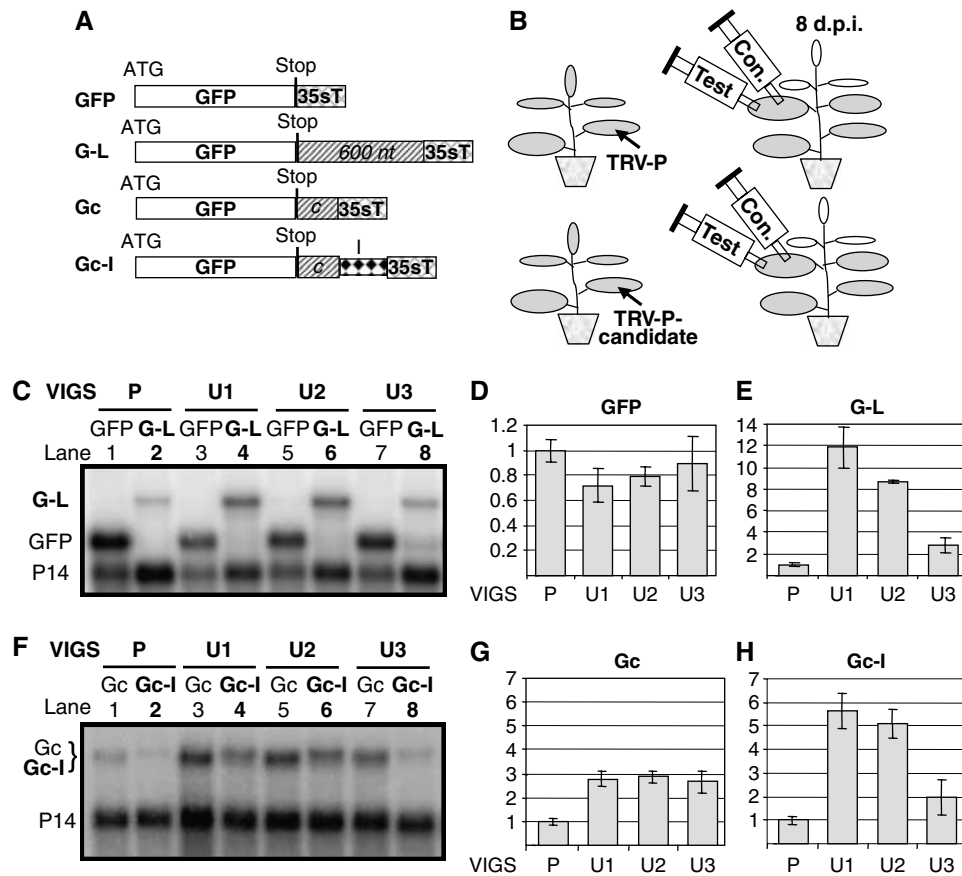 A
ATG
Stop
GFP
GFP
35sT
ATG
Stop
G-L
GFP
600 nt
35sT
ATG
Stop
Gc
GFP
c
35sT
ATG
Stop
I
Gc-I
GFP
c
35sT
B
8 d.p.i.
Con.
Test
TRV-P
Con.
Test
TRV-P-
candidate
C
VIGS P U1 U2 U3
GFP G-L GFP G-L GFP G-L GFP G-L
Lane 1 2 3 4 5 6 7 8
G-L
GFP
P14
D
GFP
1.2
1
0.8
0.6
0.4
0.2
VIGS P U1 U2 U3
E
G-L
14
12
10
8
6
4
2
P U1 U2 U3
F
VIGS P U1 U2 U3
Gc Gc-I Gc Gc-I Gc Gc-I Gc Gc-I
Lane 1 2 3 4 5 6 7 8
Gc
Gc-I
}
P14
G
Gc
7
6
5
4
3
2
1
VIGS P U1 U2 U3
H
Gc-I
7
6
5
4
3
2
1
P U1 U2 U3